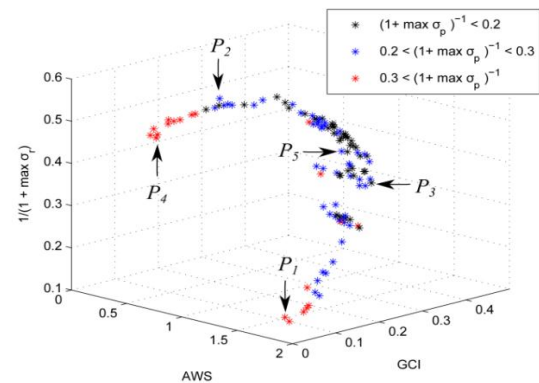 (1+ max σp )⁻¹ < 0.2
0.2 < (1+ max σp )⁻¹ < 0.3
0.3 < (1+ max σp )⁻¹
P2
P4
P5
P3
P1
1/(1 + max σr)
0.6
0.5
0.4
0.3
0.2
0.1
0
0.5
1
1.5
2
AWS
0
0.1
0.2
0.3
0.4
GCI